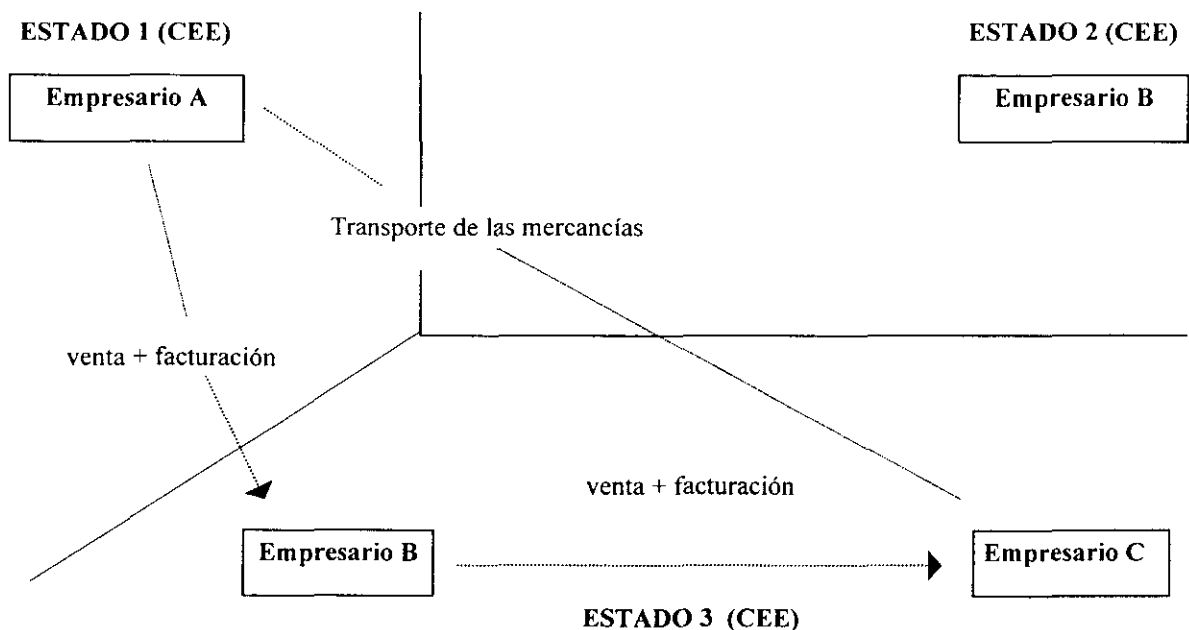 ESTADO 1 (CEE)
ESTADO 2 (CEE)
Empresario A
Empresario B
Transporte de las mercancías
venta + facturación
venta + facturación
Empresario B
Empresario C
ESTADO 3 (CEE)